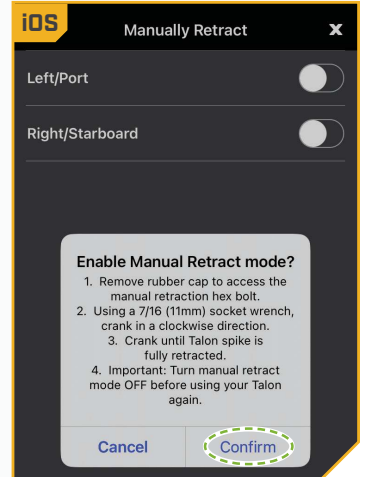 iOS
Manually Retract X
Left/Port
Right/Starboard
Enable Manual Retract mode?
1. Remove rubber cap to access the
manual retraction hex bolt.
2. Using a 7/16 (11mm) socket wrench,
crank in a clockwise direction.
3. Crank until Talon spike is
fully retracted.
4. Important: Turn manual retract
mode OFF before using your Talon
again.
Cancel Confirm